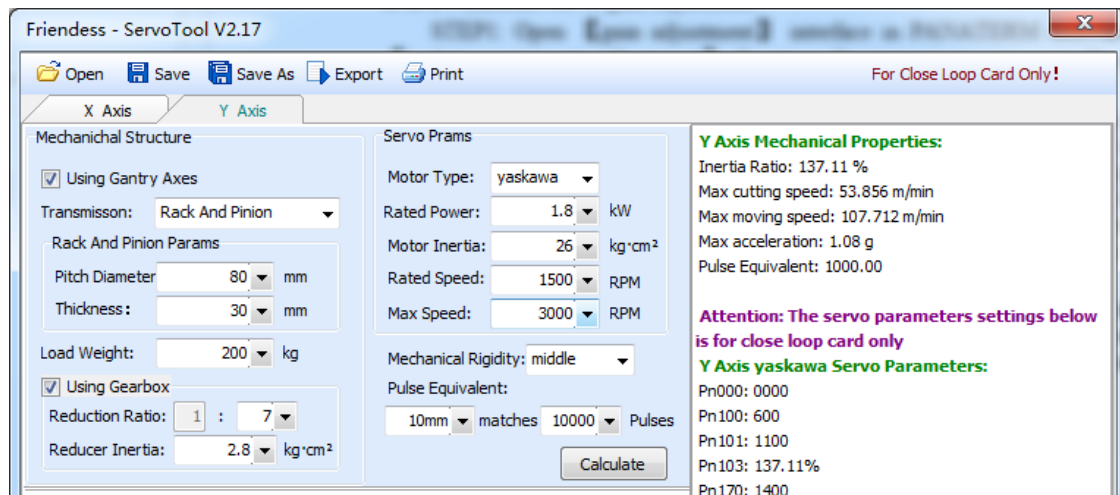 STEP1: Open 【gain adjustment】 interface in PANATERM
Friendess - ServoTool V2.17
Open Save Save As Export Print For Close Loop Card Only!
X Axis Y Axis
Mechanichal Structure
Using Gantry Axes
Transmisson: Rack And Pinion
Rack And Pinion Params
Pitch Diameter 80 mm
Thickness: 30 mm
Load Weight: 200 kg
Using Gearbox
Reduction Ratio: 1 : 7
Reducer Inertia: 2.8 kg·cm²
Servo Prams
Motor Type: yaskawa
Rated Power: 1.8 kW
Motor Inertia: 26 kg·cm²
Rated Speed: 1500 RPM
Max Speed: 3000 RPM
Mechanical Rigidity: middle
Pulse Equivalent:
10mm matches 10000 Pulses
Calculate
Y Axis Mechanical Properties:
Inertia Ratio: 137.11 %
Max cutting speed: 53.856 m/min
Max moving speed: 107.712 m/min
Max acceleration: 1.08 g
Pulse Equivalent: 1000.00
Attention: The servo parameters settings below
is for close loop card only
Y Axis yaskawa Servo Parameters:
Pn000: 0000
Pn100: 600
Pn101: 1100
Pn103: 137.11%
Pn170: 1400